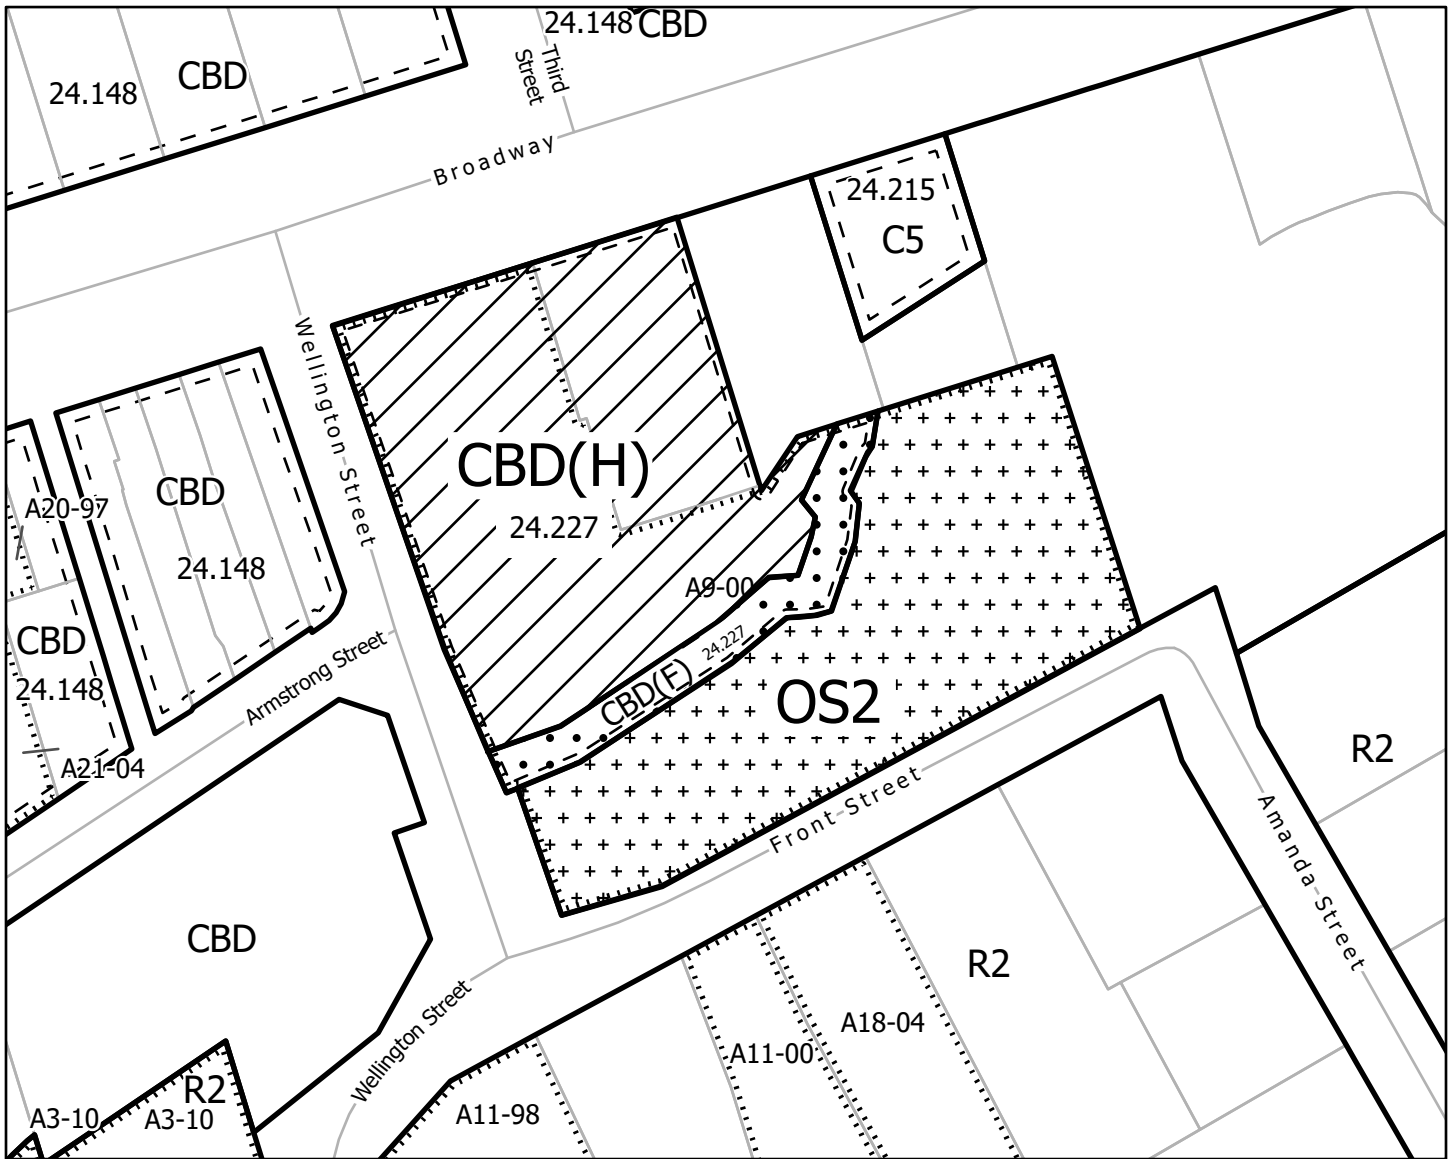 24.148 CBD
Third
Street
CBD
24.148
Broadway
24.215
C5
Wellington Street
CBD(H)
24.227
A20-97
CBD
24.148
A9-00
CBD
24.148
Armstrong Street
24.227
CBD(F)
OS2
A21-04
R2
Front Street
Amanda Street
CBD
R2
Wellington Street
A18-04
A11-00
R2
A3-10
A3-10
A11-98